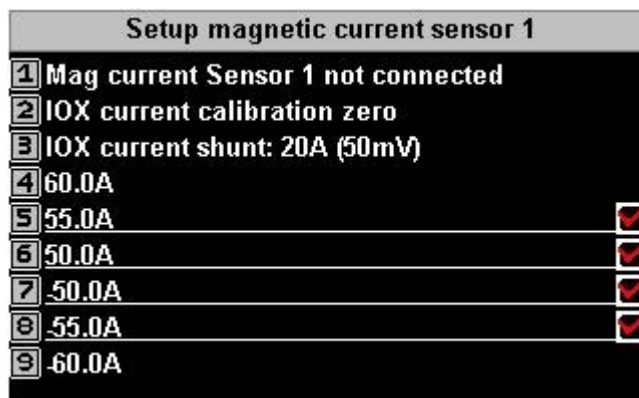 Setup magnetic current sensor 1
1 Mag current Sensor 1 not connected
2 IOX current calibration zero
3 IOX current shunt: 20A (50mV)
4 60.0A
5 55.0A
6 50.0A
7 -50.0A
8 -55.0A
9 -60.0A